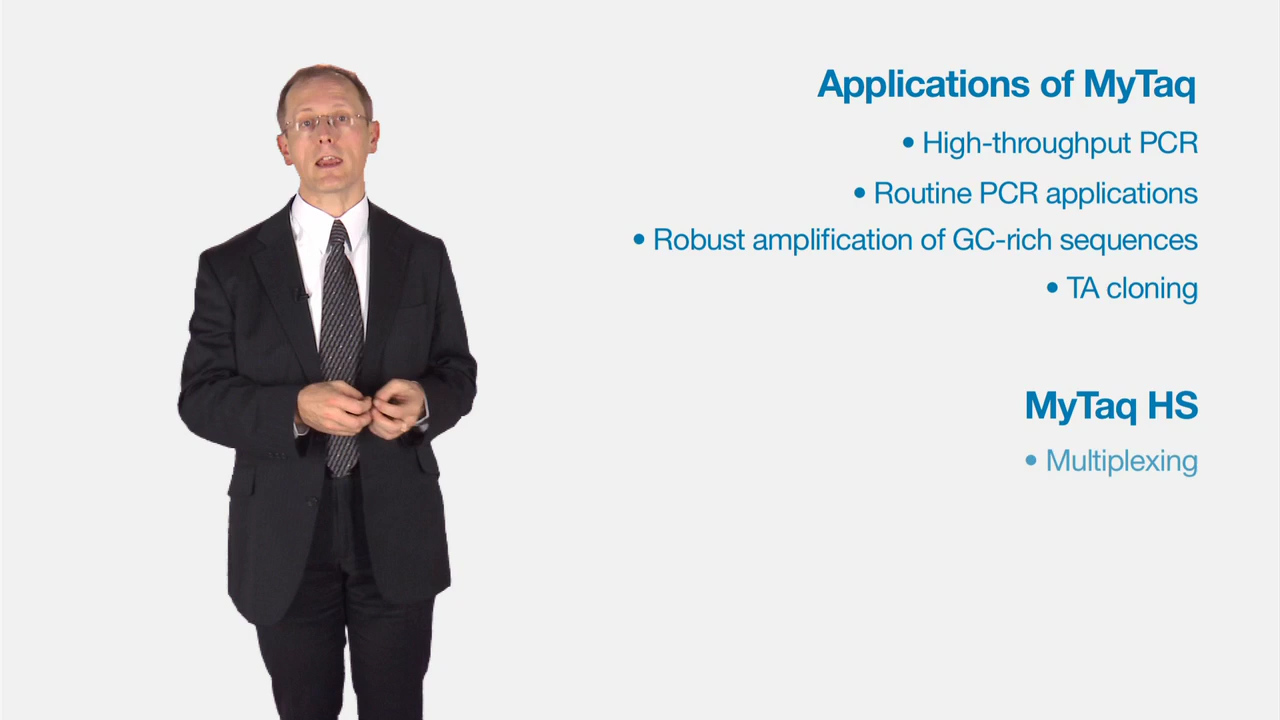 Applications of MyTaq
• High-throughput PCR
• Routine PCR applications
• Robust amplification of GC-rich sequences
• TA cloning
MyTaq HS
• Multiplexing